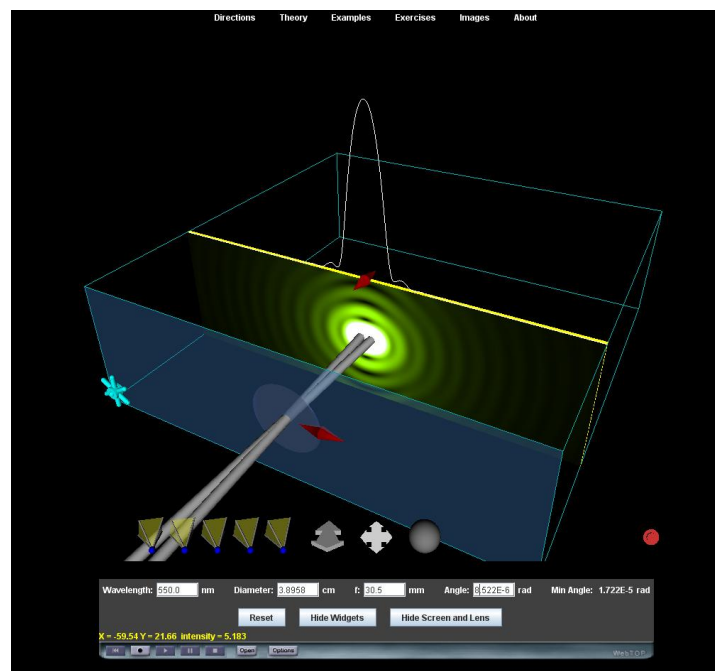 Directions Theory Examples Exercises Images About
Wavelength: 550.0 nm Diameter: 3.8958 cm f: 30.5 mm Angle: 8.522E-6 rad Min Angle: 1.722E-5 rad
Reset Hide Widgets Hide Screen and Lens
X = -59.54 Y = 21.66 intensity = 5.183
Open Options WebTOP